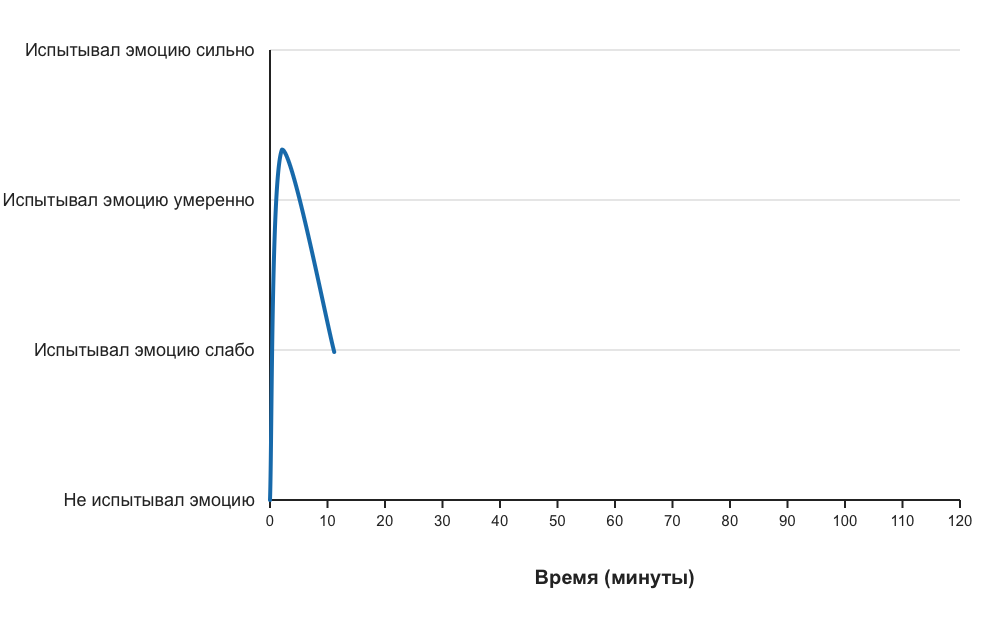 Испытывал эмоцию сильно
Испытывал эмоцию умеренно
Испытывал эмоцию слабо
Не испытывал эмоцию
0 10 20 30 40 50 60 70 80 90 100 110 120
Время (минуты)